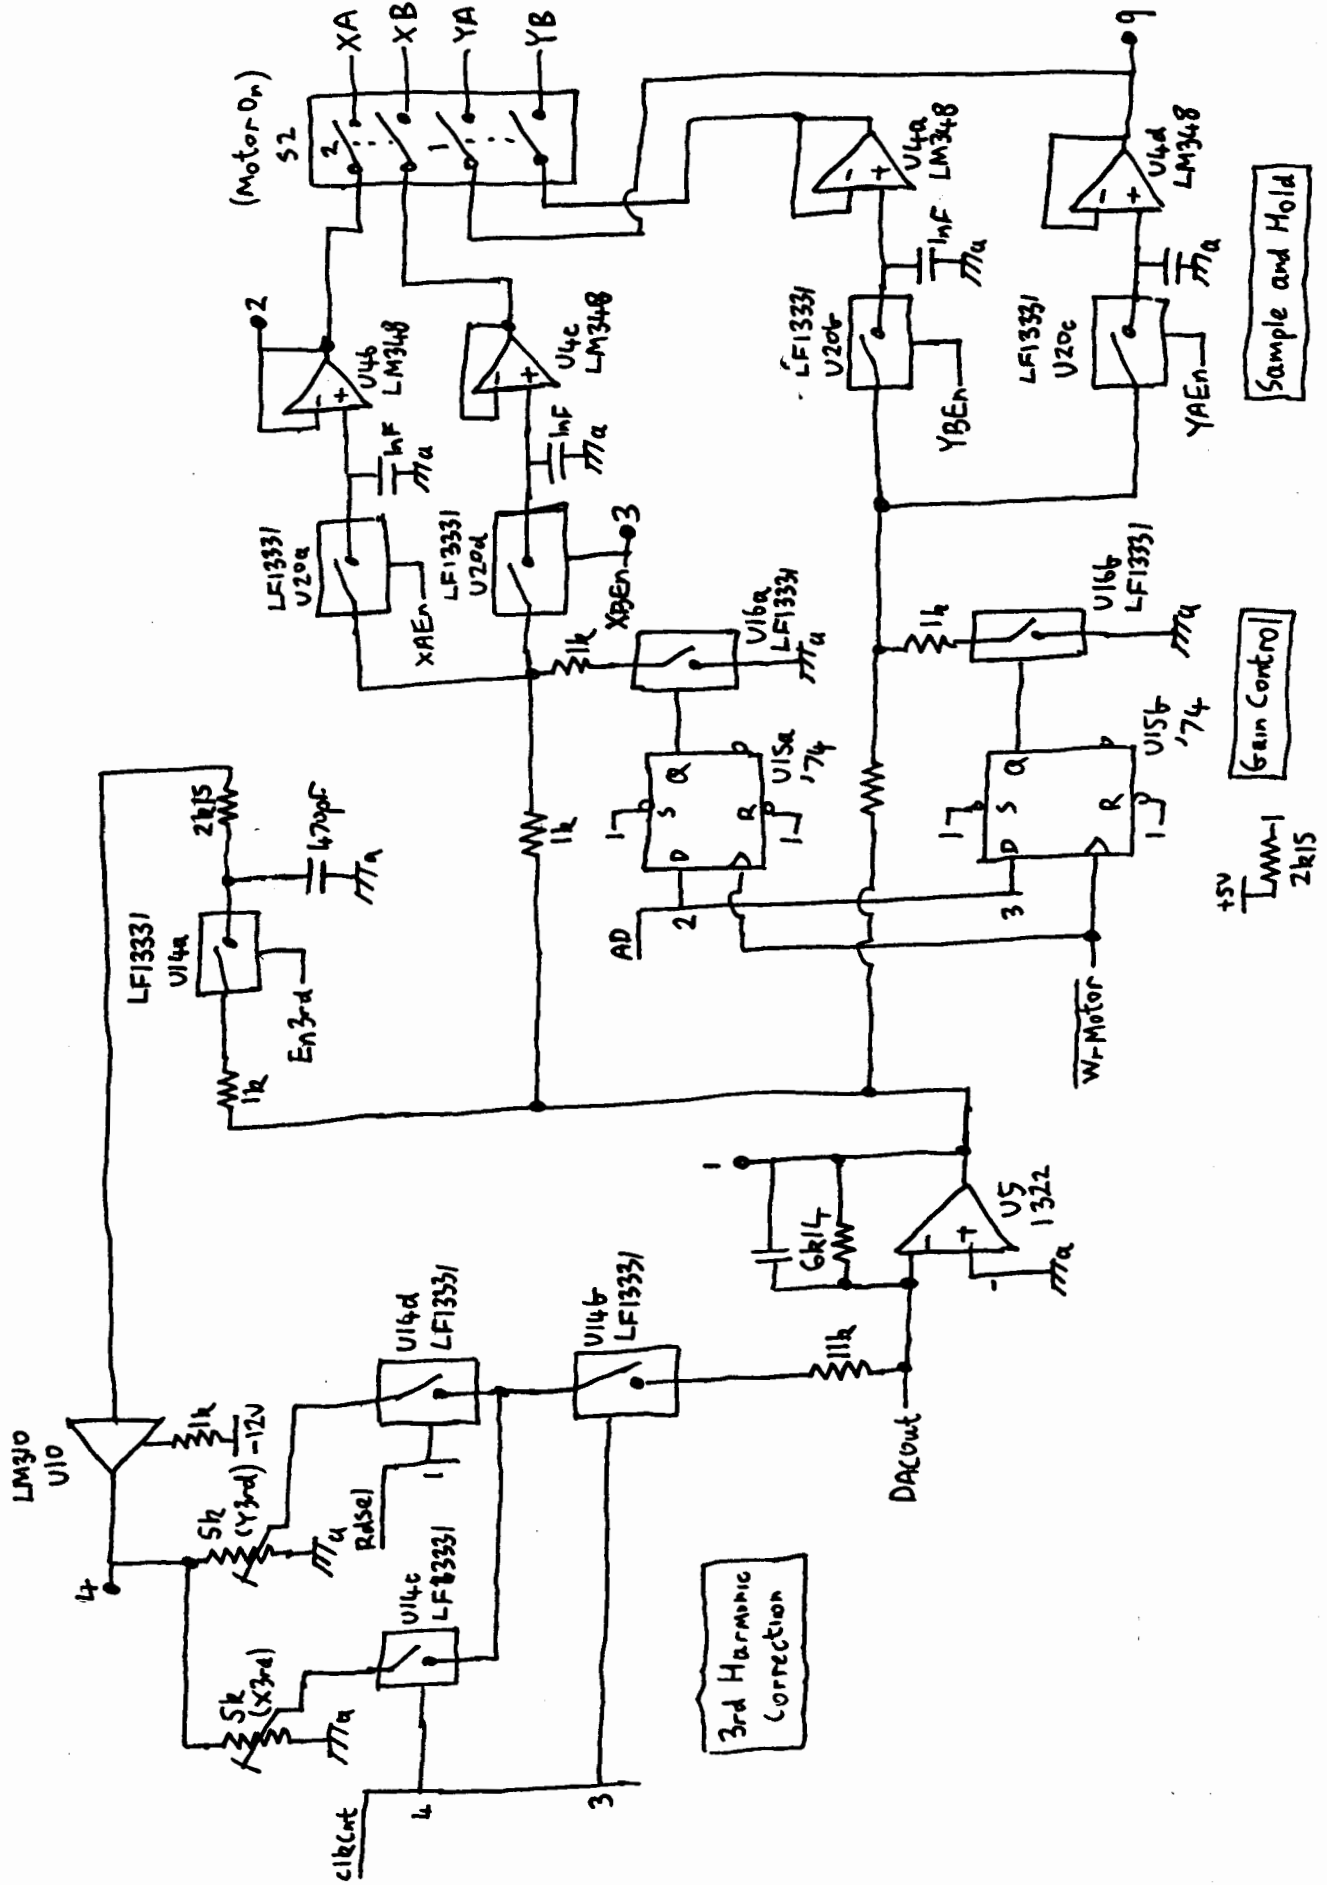 LM310
U10
1k
-12v
4
5k
(Y3rd)
a
5k
(X3rd)
a
ClkCnt
4
3
Rdsel
1
U14c
LF13331
U14d
LF13331
U14b
LF13331
11k
DACOut
3rd Harmonic
Correction
1
6k14
U5
1322
-
+
a
1k
En3rd
LF13331
U14a
2k15
470pF
a
1k
AD
2
3
WrMotor
D
S
Q
R
1
1
U15a
'74
D
S
Q
R
1
1
U15b
'74
+5v
1
2k15
Gain Control
1k
U16a
LF13331
a
1k
U16b
LF13331
a
LF13331
U20a
XAEn
LF13331
U20d
XBEn
3
1nF
a
1nF
a
2
-
+
U4b
LM348
-
+
U4c
LM348
LF13331
U20b
YBEn
LF13331
U20c
YAEn
1nF
a
a
-
+
U4a
LM348
-
+
U4d
LM348
9
(Motor On)
S2
2
1
XA
XB
YA
YB
Sample and Hold